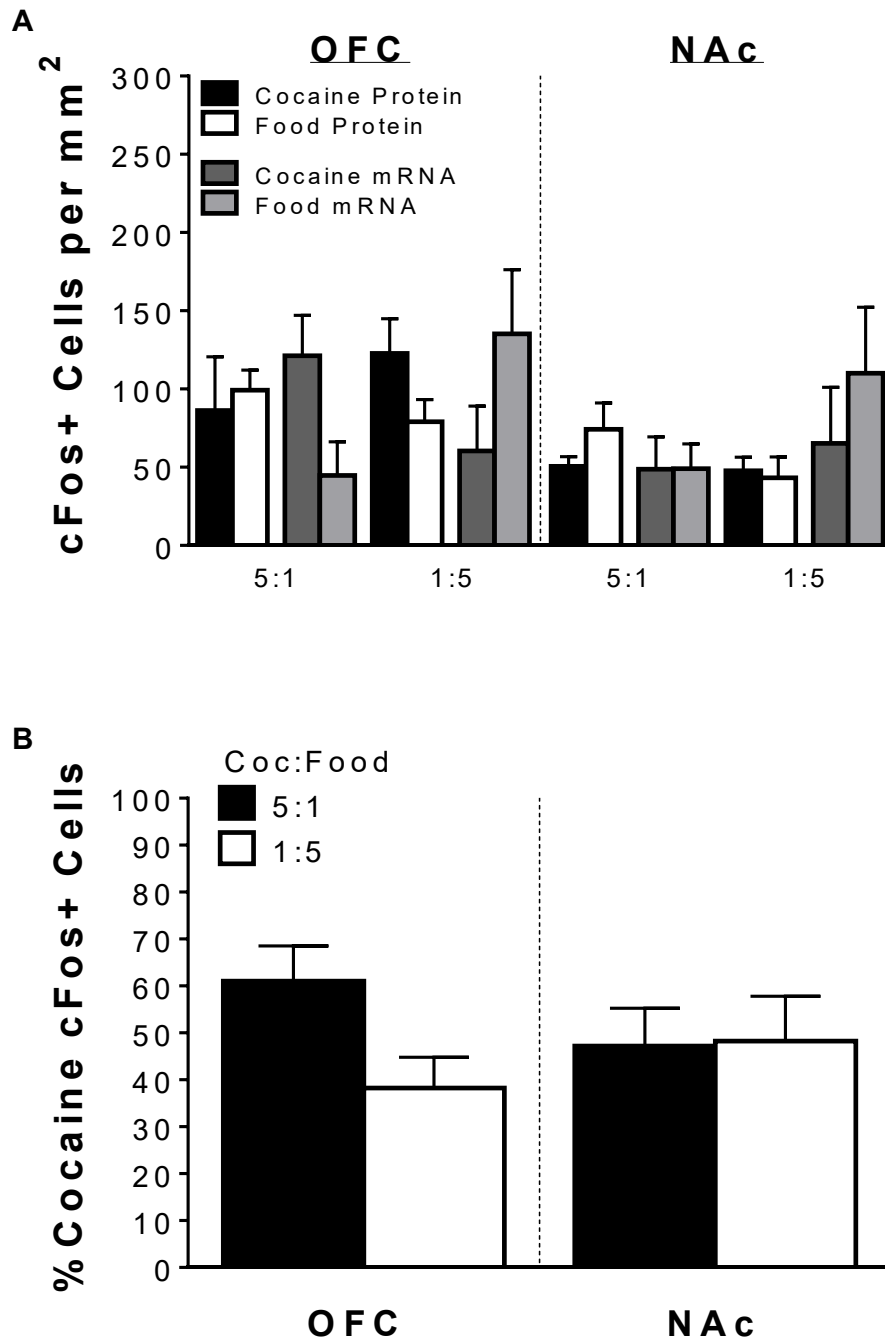 A
OFC
NAc
cFos+ Cells per mm²
300
250
200
150
100
50
0
Cocaine Protein
Food Protein
Cocaine mRNA
Food mRNA
5:1
1:5
5:1
1:5
B
% Cocaine cFos+ Cells
Coc:Food
5:1
1:5
100
90
80
70
60
50
40
30
20
10
0
OFC
NAc